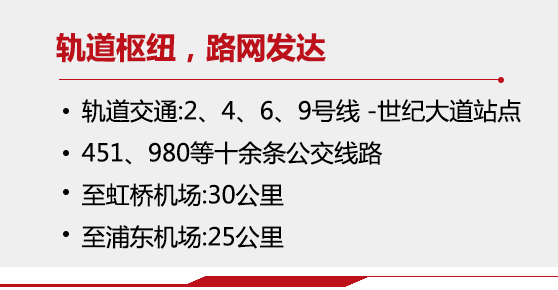 轨道枢纽，路网发达
• 轨道交通:2、4、6、9号线 -世纪大道站点
• 451、980等十余条公交线路
• 至虹桥机场:30公里
• 至浦东机场:25公里